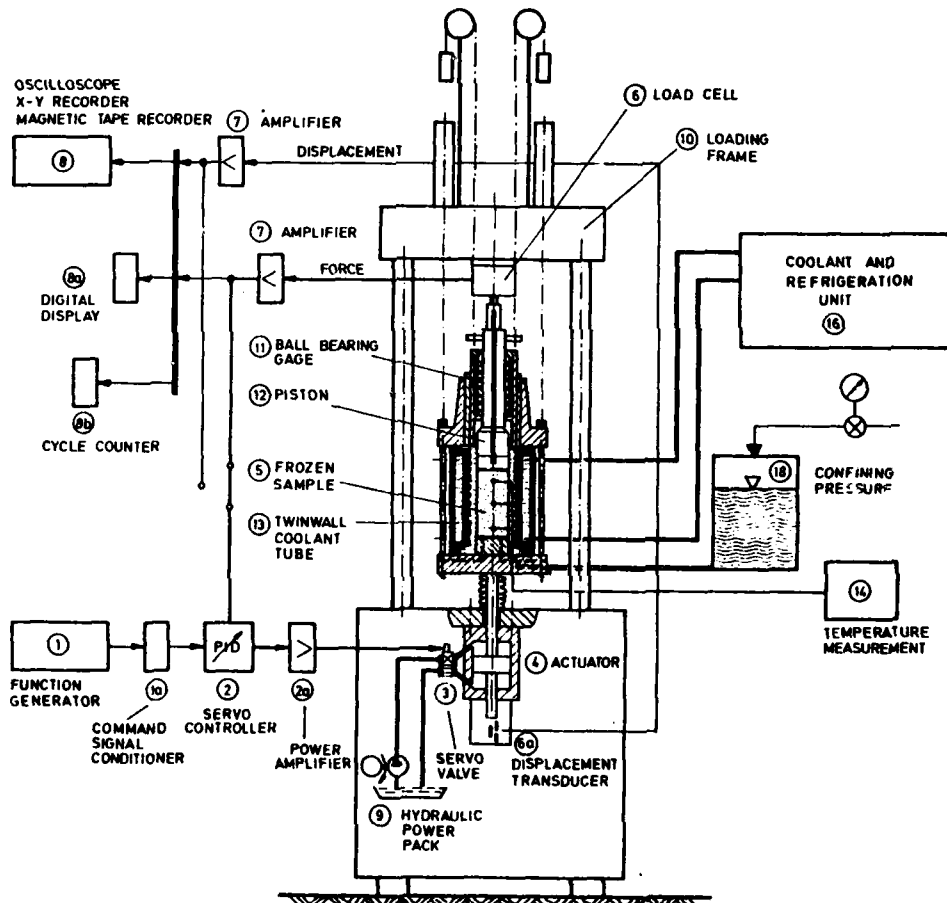 OSCILLOSCOPE
X-Y RECORDER
MAGNETIC TAPE RECORDER
8
7 AMPLIFIER
DISPLACEMENT
6 LOAD CELL
10 LOADING
FRAME
7 AMPLIFIER
FORCE
8a
DIGITAL
DISPLAY
8b
CYCLE COUNTER
COOLANT AND
REFRIGERATION
UNIT
16
11 BALL BEARING
GAGE
12 PISTON
5 FROZEN
SAMPLE
13 TWINWALL
COOLANT
TUBE
18 CONFINING
PRESSURE
14
TEMPERATURE
MEASUREMENT
1
FUNCTION
GENERATOR
1a
COMMAND
SIGNAL
CONDITIONER
PID
2
SERVO
CONTROLLER
2a
POWER
AMPLIFIER
3
SERVO
VALVE
4 ACTUATOR
6a
DISPLACEMENT
TRANSDUCER
9 HYDRAULIC
POWER
PACK